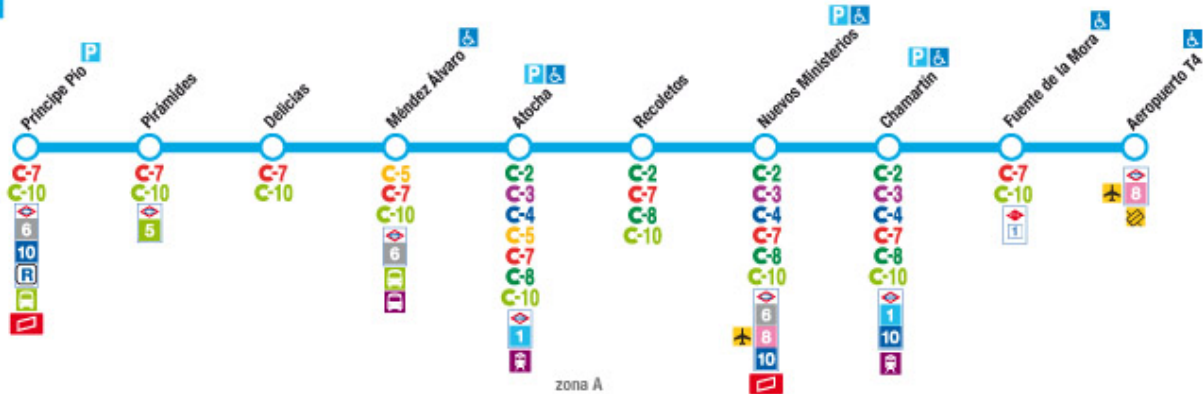 Príncipe Pío
P
C-7
C-10
6
10
R
Pirámides
C-7
C-10
5
Delicias
C-7
C-10
Méndez Álvaro
C-5
C-7
C-10
6
Atocha
P
C-2
C-3
C-4
C-5
C-7
C-8
C-10
1
Recoletos
C-2
C-7
C-8
C-10
Nuevos Ministerios
P
C-2
C-3
C-4
C-7
C-8
C-10
6
8
10
Chamartín
P
C-2
C-3
C-4
C-7
C-8
C-10
1
10
Fuente de la Mora
C-7
C-10
1
Aeropuerto T4
8
zona A